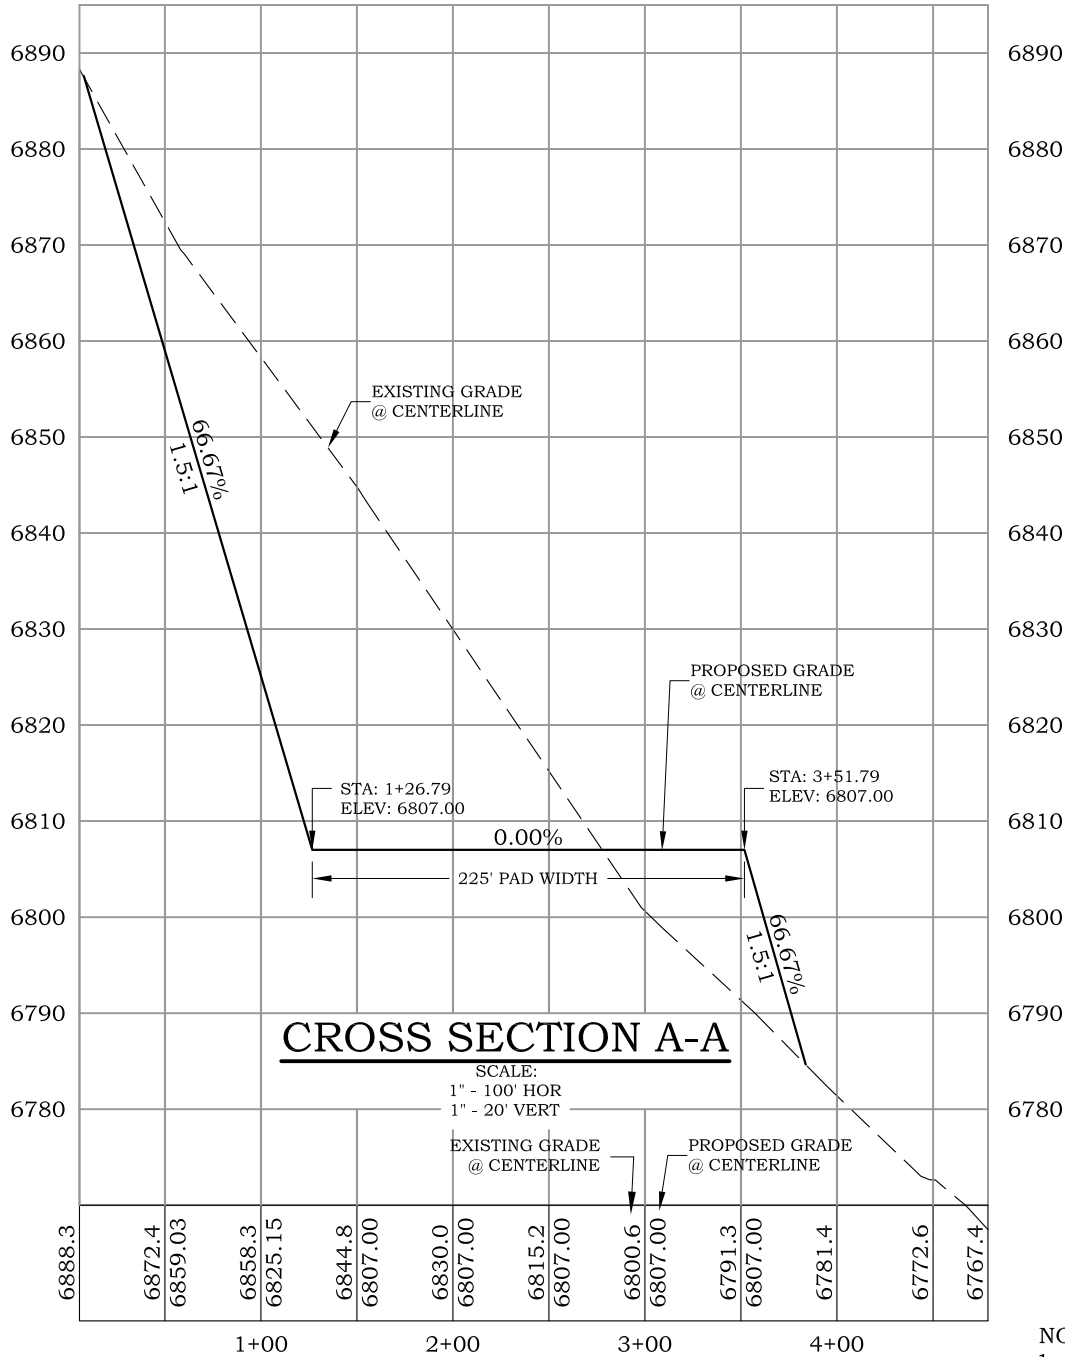 6890 6890
6880 6880
6870 6870
6860 6860
EXISTING GRADE
@ CENTERLINE
6850 6850
66.67%
1.5:1
6840 6840
6830 6830
PROPOSED GRADE
@ CENTERLINE
6820 6820
STA: 1+26.79
ELEV: 6807.00
STA: 3+51.79
ELEV: 6807.00
6810 6810
0.00%
225' PAD WIDTH
6800 6800
66.67%
1.5:1
6790 6790
CROSS SECTION A-A
SCALE:
1" - 100' HOR
1" - 20' VERT
6780 6780
EXISTING GRADE
@ CENTERLINE
PROPOSED GRADE
@ CENTERLINE
6888.3
6872.4
6859.03
6858.3
6825.15
6844.8
6807.00
6830.0
6807.00
6815.2
6807.00
6800.6
6807.00
6791.3
6807.00
6781.4
6772.6
6767.4
1+00 2+00 3+00 4+00